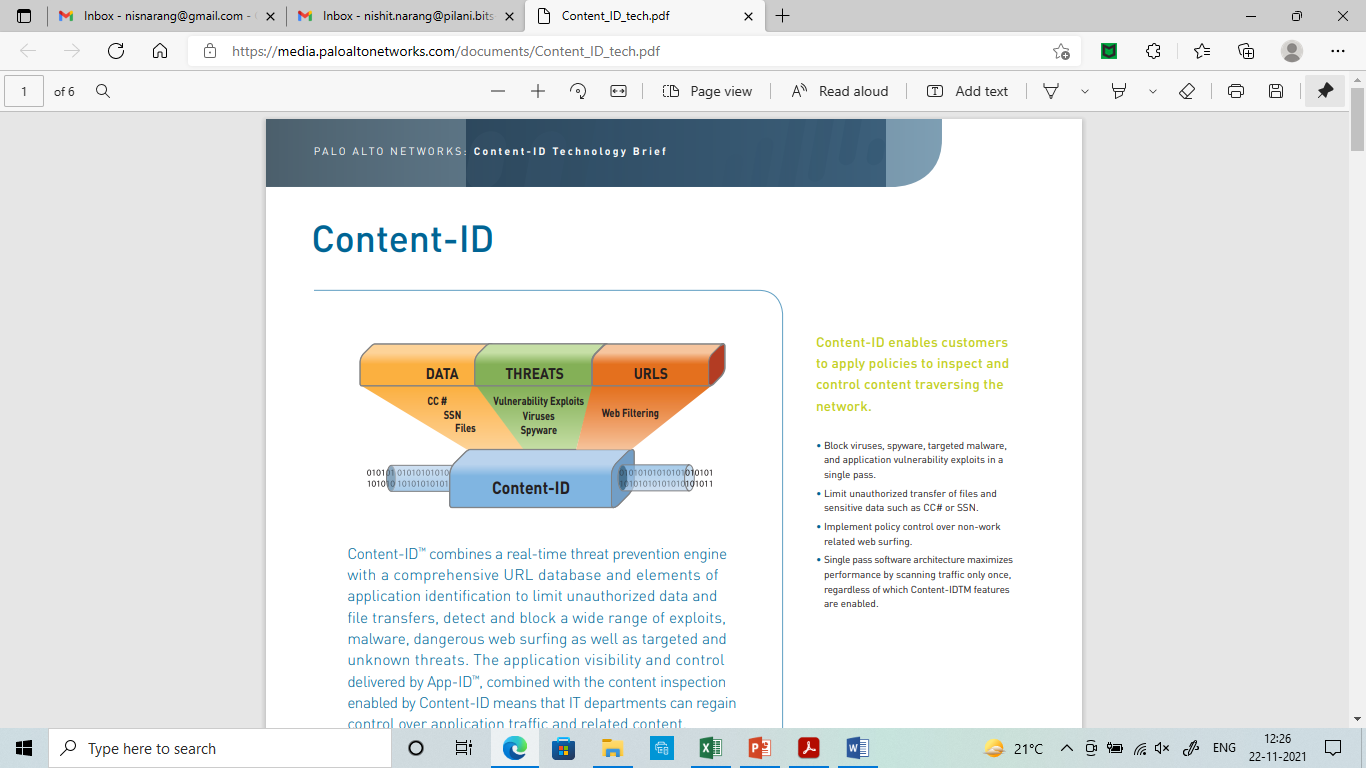 Inbox - nisnarang@gmail.com -
Inbox - nishit.narang@pilani.bits
Content_ID_tech.pdf
https://media.paloaltonetworks.com/documents/Content_ID_tech.pdf
1 of 6
Page view
Read aloud
Add text
PALO ALTO NETWORKS: Content-ID Technology Brief
Content-ID
DATA THREATS URLS
CC #
SSN
Files
Vulnerability Exploits
Viruses
Spyware
Web Filtering
Content-ID
Content-ID™ combines a real-time threat prevention engine
with a comprehensive URL database and elements of
application identification to limit unauthorized data and
file transfers, detect and block a wide range of exploits,
malware, dangerous web surfing as well as targeted and
unknown threats. The application visibility and control
delivered by App-ID™, combined with the content inspection
enabled by Content-ID means that IT departments can regain
control over application traffic and related content.
Content-ID enables customers
to apply policies to inspect and
control content traversing the
network.
• Block viruses, spyware, targeted malware,
and application vulnerability exploits in a
single pass.
• Limit unauthorized transfer of files and
sensitive data such as CC# or SSN.
• Implement policy control over non-work
related web surfing.
• Single pass software architecture maximizes
performance by scanning traffic only once,
regardless of which Content-IDTM features
are enabled.
Type here to search
21°C
ENG
12:26
22-11-2021